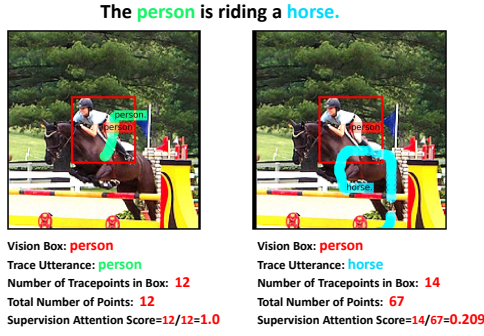 The person is riding a horse.
person.
person
person
horse.
Vision Box: person
Trace Utterance: person
Number of Tracepoints in Box: 12
Total Number of Points: 12
Supervision Attention Score=12/12=1.0
Vision Box: person
Trace Utterance: horse
Number of Tracepoints in Box: 14
Total Number of Points: 67
Supervision Attention Score=14/67=0.209